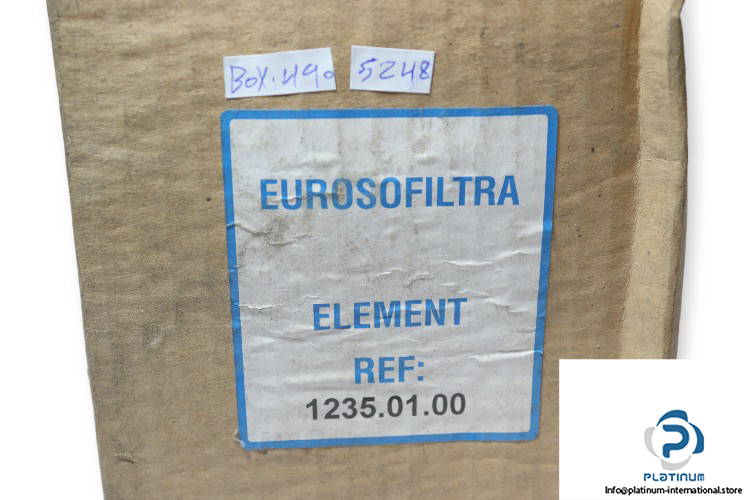 BOX.490 5248
EUROSOFILTRA
ELEMENT
REF:
1235.01.00
PLATINUM
Info@platinum-international.store